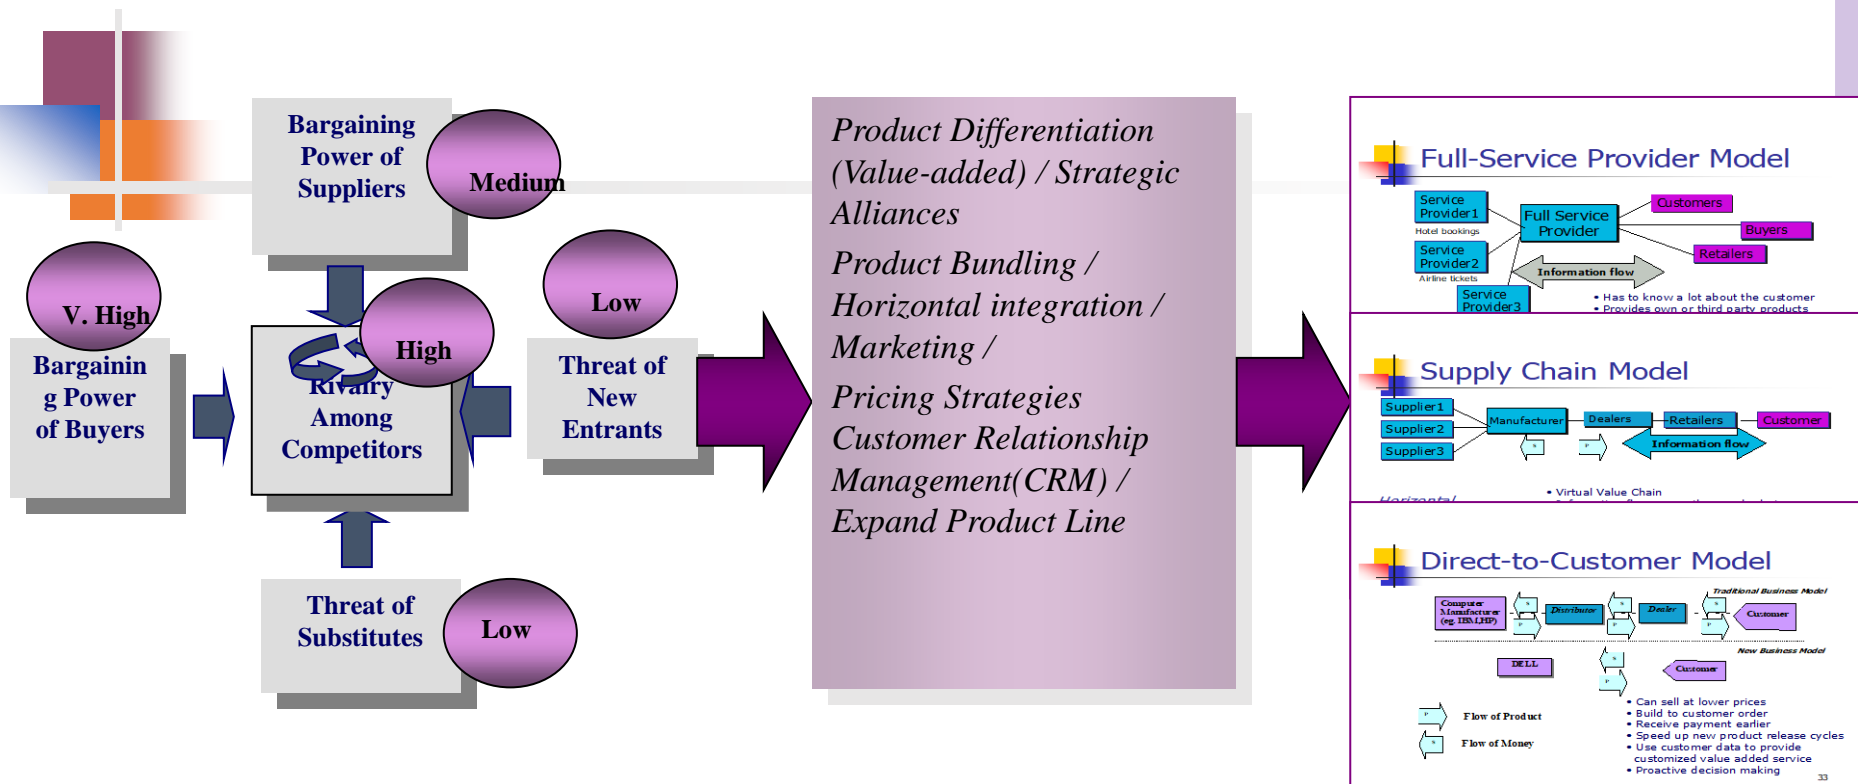 Bargaining
Power of
Suppliers
Medium
V. High
Bargainin
g Power
of Buyers
High
Rivalry
Among
Competitors
Low
Threat of
New
Entrants
Threat of
Substitutes
Low
Product Differentiation
(Value-added) / Strategic
Alliances
Product Bundling /
Horizontal integration /
Marketing /
Pricing Strategies
Customer Relationship
Management(CRM) /
Expand Product Line
Full-Service Provider Model
Service
Provider1
Hotel bookings
Service
Provider2
Airline tickets
Service
Provider3
Full Service
Provider
Customers
Buyers
Retailers
Information flow
• Has to know a lot about the customer
• Provides own or third party products
Supply Chain Model
Supplier1
Supplier2
Supplier3
Manufacturer
Dealers
Retailers
Customer
S
P
Information flow
Horizontal
• Virtual Value Chain
Direct-to-Customer Model
Traditional Business Model
Computer
Manufacturer
(eg. IBM,HP)
S
P
Distributor
S
P
Dealer
S
P
Customer
New Business Model
DELL
S
P
Customer
P
Flow of Product
S
Flow of Money
• Can sell at lower prices
• Build to customer order
• Receive payment earlier
• Speed up new product release cycles
• Use customer data to provide
customized value added service
• Proactive decision making
33